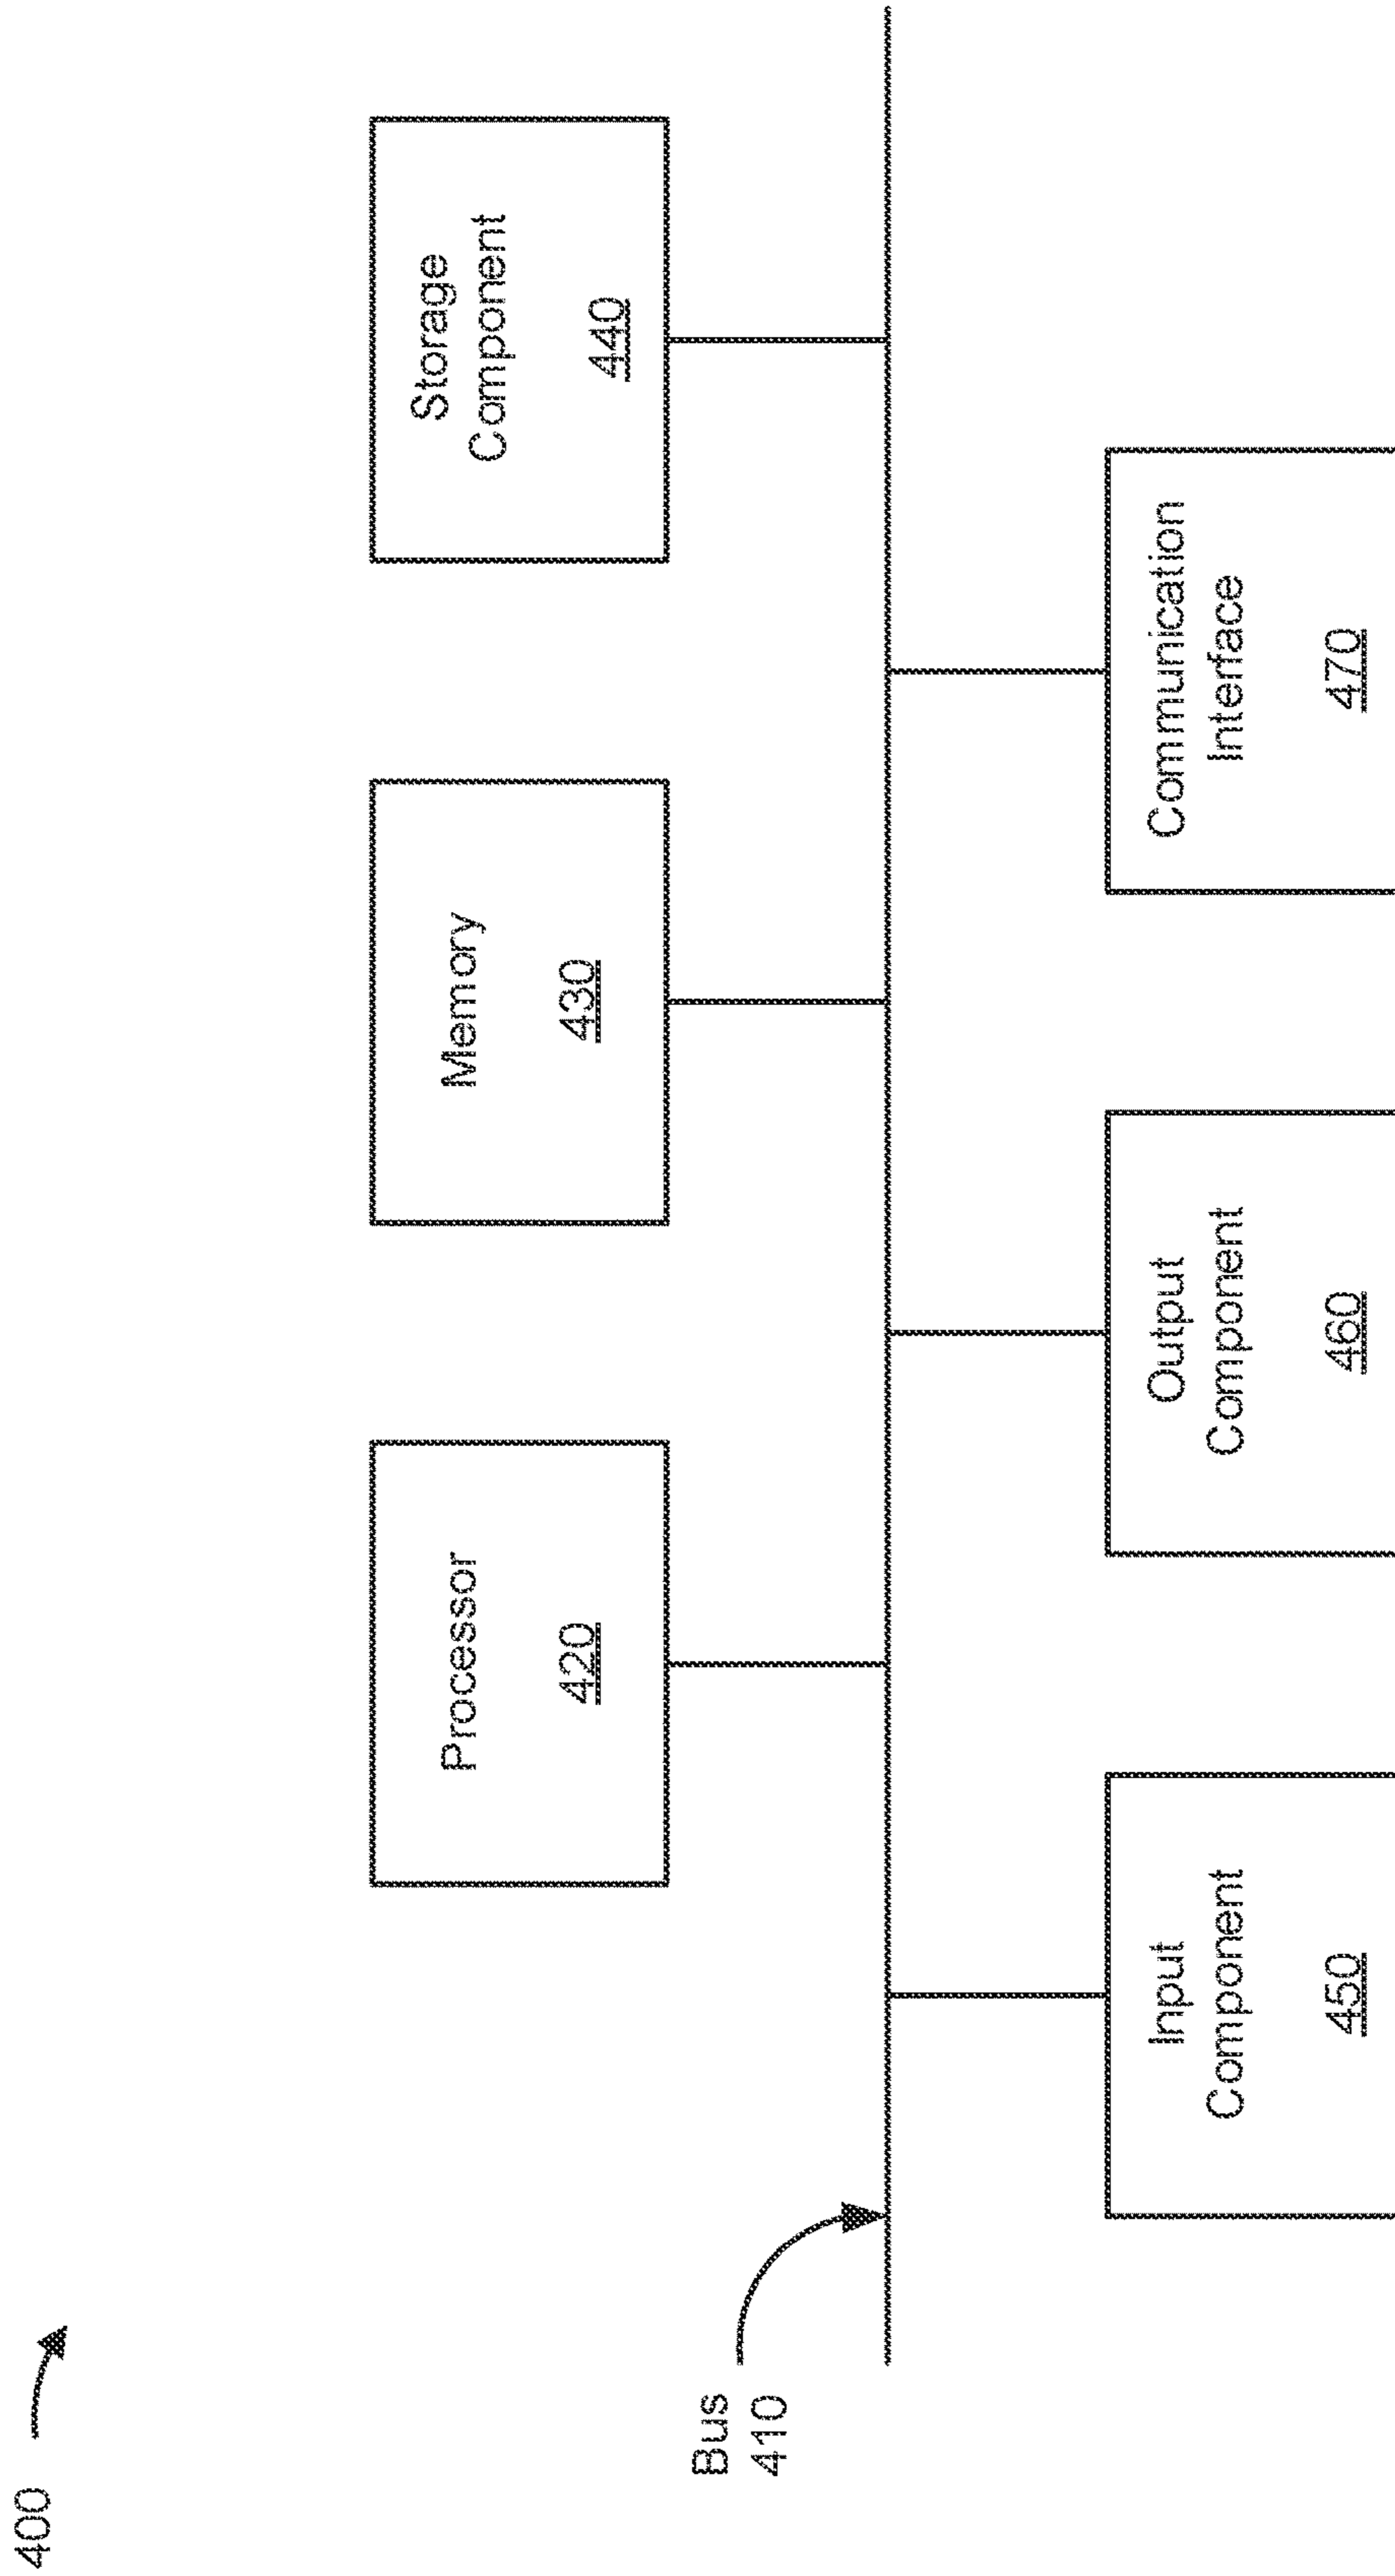 400
Processor
420
Memory
430
Storage
Component
440
Bus
410
Input
Component
450
Output
Component
460
Communication
Interface
470